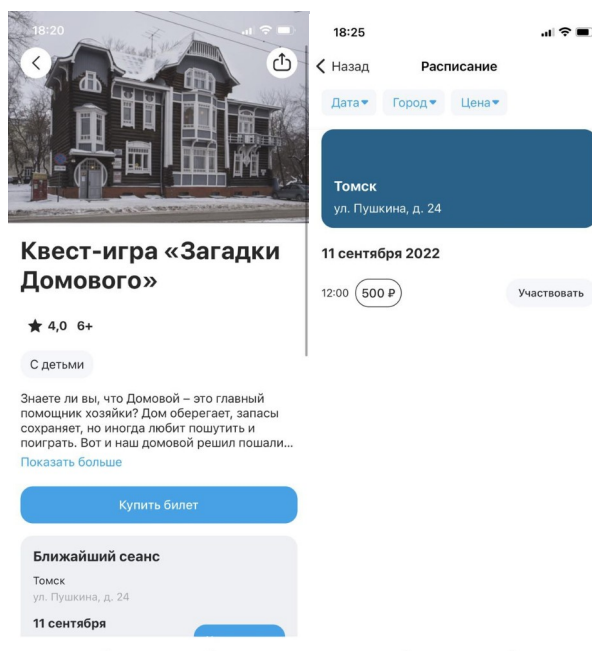 18:20
Квест-игра «Загадки
Домового»
★ 4,0 6+
С детьми
Знаете ли вы, что Домовой – это главный
помощник хозяйки? Дом оберегает, запасы
сохраняет, но иногда любит пошутить и
поиграть. Вот и наш домовой решил пошали...
Показать больше
Купить билет
Ближайший сеанс
Томск
ул. Пушкина, д. 24
11 сентября
18:25
Назад
Расписание
Дата
Город
Цена
Томск
ул. Пушкина, д. 24
11 сентября 2022
12:00 500 ₽ Участвовать